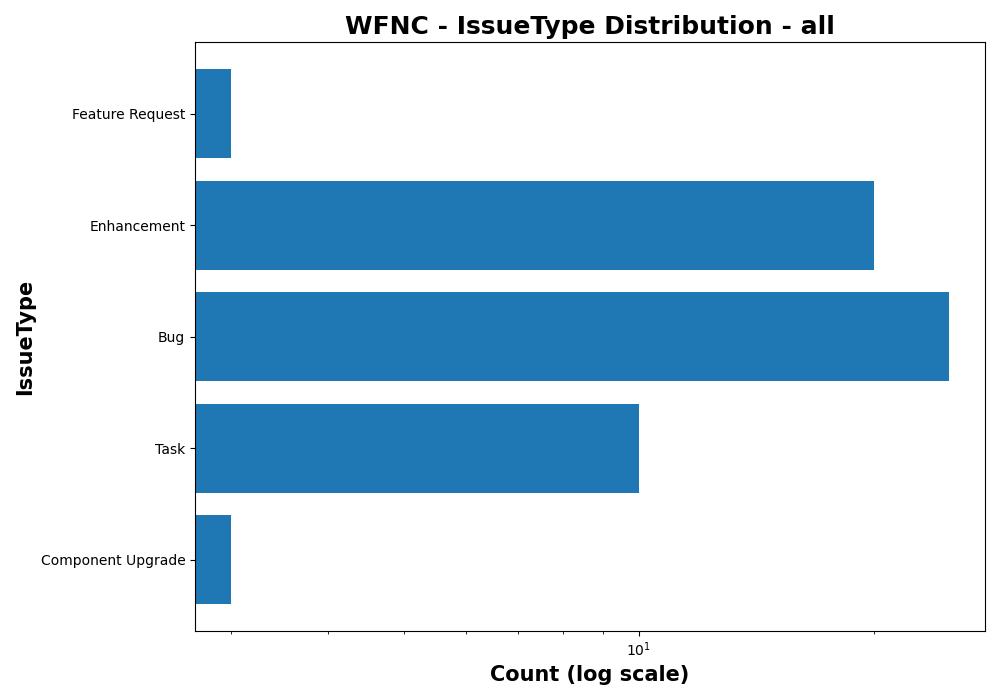 WFNC - IssueType Distribution - all
Feature Request
Enhancement
Bug
Task
Component Upgrade
IssueType
10¹
Count (log scale)